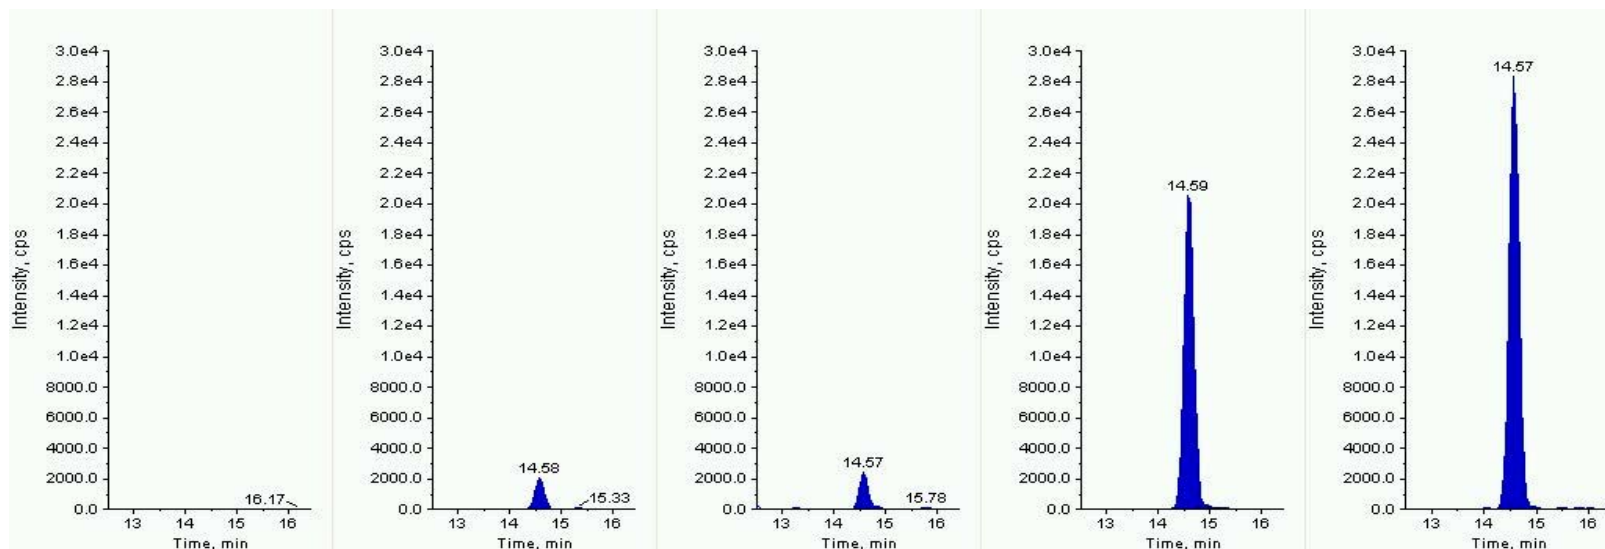 Intensity, cps
3.0e4
2.8e4
2.6e4
2.4e4
2.2e4
2.0e4
1.8e4
1.6e4
1.4e4
1.2e4
1.0e4
8000.0
6000.0
4000.0
2000.0
0.0
16.17
13 14 15 16
Time, min
Intensity, cps
3.0e4
2.8e4
2.6e4
2.4e4
2.2e4
2.0e4
1.8e4
1.6e4
1.4e4
1.2e4
1.0e4
8000.0
6000.0
4000.0
2000.0
0.0
14.58
15.33
13 14 15 16
Time, min
Intensity, cps
3.0e4
2.8e4
2.6e4
2.4e4
2.2e4
2.0e4
1.8e4
1.6e4
1.4e4
1.2e4
1.0e4
8000.0
6000.0
4000.0
2000.0
0.0
14.57
15.78
13 14 15 16
Time, min
Intensity, cps
3.0e4
2.8e4
2.6e4
2.4e4
2.2e4
2.0e4
1.8e4
1.6e4
1.4e4
1.2e4
1.0e4
8000.0
6000.0
4000.0
2000.0
0.0
14.59
13 14 15 16
Time, min
Intensity, cps
3.0e4
2.8e4
2.6e4
2.4e4
2.2e4
2.0e4
1.8e4
1.6e4
1.4e4
1.2e4
1.0e4
8000.0
6000.0
4000.0
2000.0
0.0
14.57
13 14 15 16
Time, min